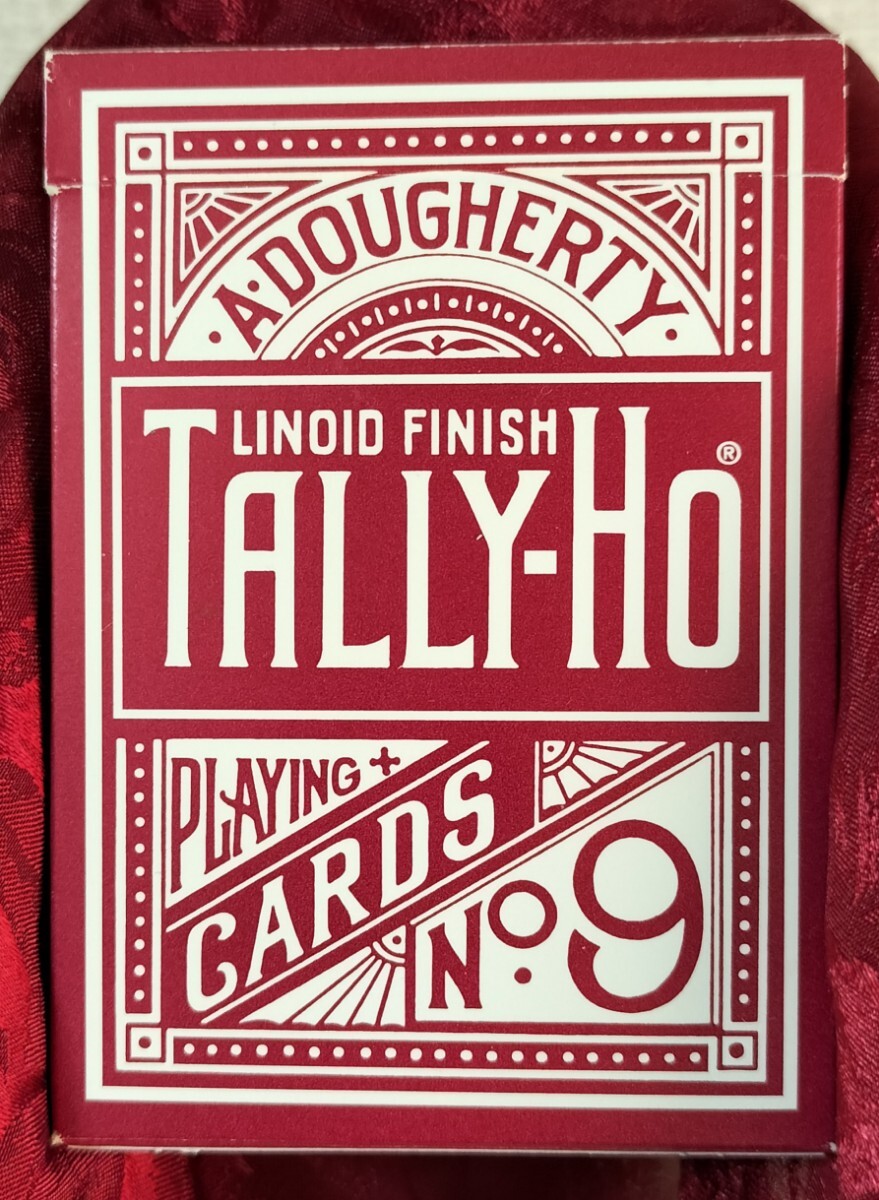 ·A·DOUGHERTY·
LINOID FINISH
TALLY-HO®
PLAYING +
CARDS
No. 9